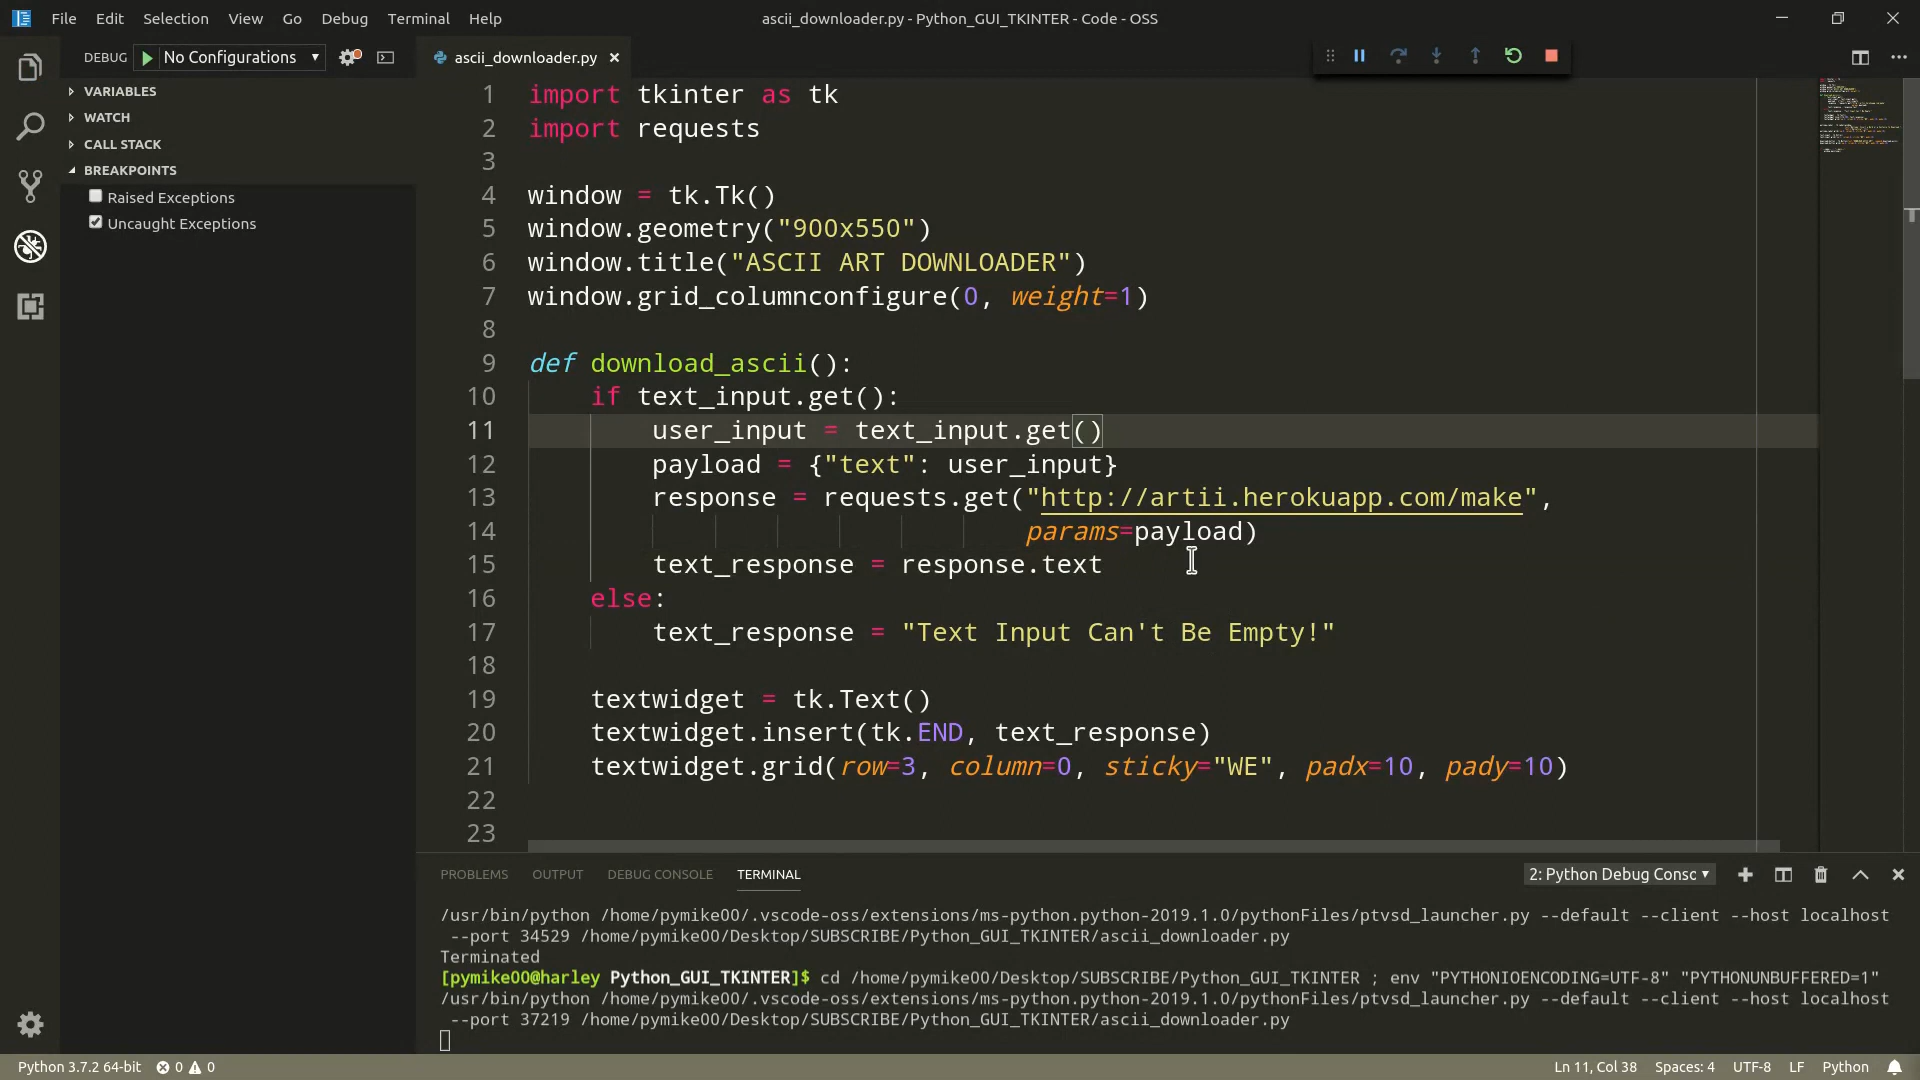 File Edit Selection View Go Debug Terminal Help
ascii_downloader.py - Python_GUI_TKINTER - Code - OSS
DEBUG No Configurations
ascii_downloader.py
VARIABLES
WATCH
CALL STACK
BREAKPOINTS
Raised Exceptions
Uncaught Exceptions
1 import tkinter as tk
2 import requests
3
4 window = tk.Tk()
5 window.geometry("900x550")
6 window.title("ASCII ART DOWNLOADER")
7 window.grid_columnconfigure(0, weight=1)
8
9 def download_ascii():
10 if text_input.get():
11 user_input = text_input.get()
12 payload = {"text": user_input}
13 response = requests.get("http://artii.herokuapp.com/make",
14 params=payload)
15 text_response = response.text
16 else:
17 text_response = "Text Input Can't Be Empty!"
18
19 textwidget = tk.Text()
20 textwidget.insert(tk.END, text_response)
21 textwidget.grid(row=3, column=0, sticky="WE", padx=10, pady=10)
22
23
PROBLEMS OUTPUT DEBUG CONSOLE TERMINAL
2: Python Debug Consc
/usr/bin/python /home/pymike00/.vscode-oss/extensions/ms-python.python-2019.1.0/pythonFiles/ptvsd_launcher.py --default --client --host localhost
--port 34529 /home/pymike00/Desktop/SUBSCRIBE/Python_GUI_TKINTER/ascii_downloader.py
Terminated
[pymike00@harley Python_GUI_TKINTER]$ cd /home/pymike00/Desktop/SUBSCRIBE/Python_GUI_TKINTER ; env "PYTHONIOENCODING=UTF-8" "PYTHONUNBUFFERED=1"
/usr/bin/python /home/pymike00/.vscode-oss/extensions/ms-python.python-2019.1.0/pythonFiles/ptvsd_launcher.py --default --client --host localhost
--port 37219 /home/pymike00/Desktop/SUBSCRIBE/Python_GUI_TKINTER/ascii_downloader.py
Python 3.7.2 64-bit 0 0
Ln 11, Col 38 Spaces: 4 UTF-8 LF Python